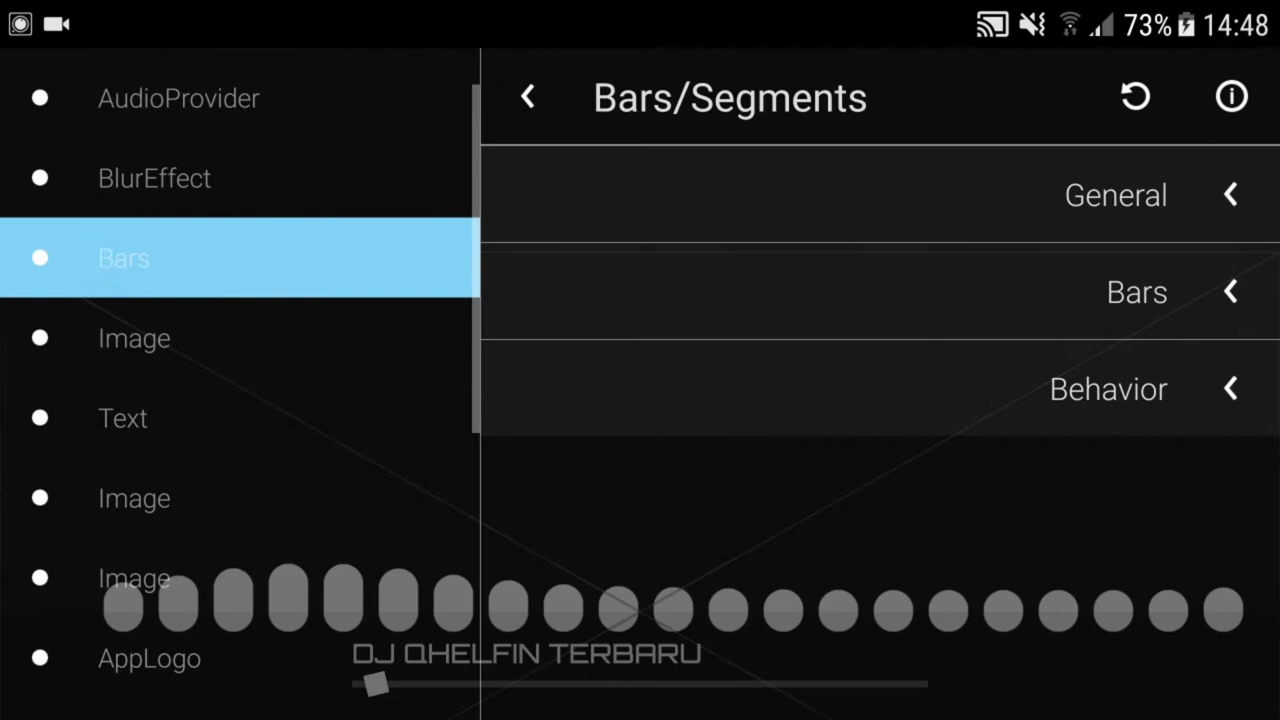 73% 14:48
AudioProvider
BlurEffect
Bars
Image
Text
Image
Image
AppLogo
Bars/Segments
General
Bars
Behavior
DJ QHELFIN TERBARU